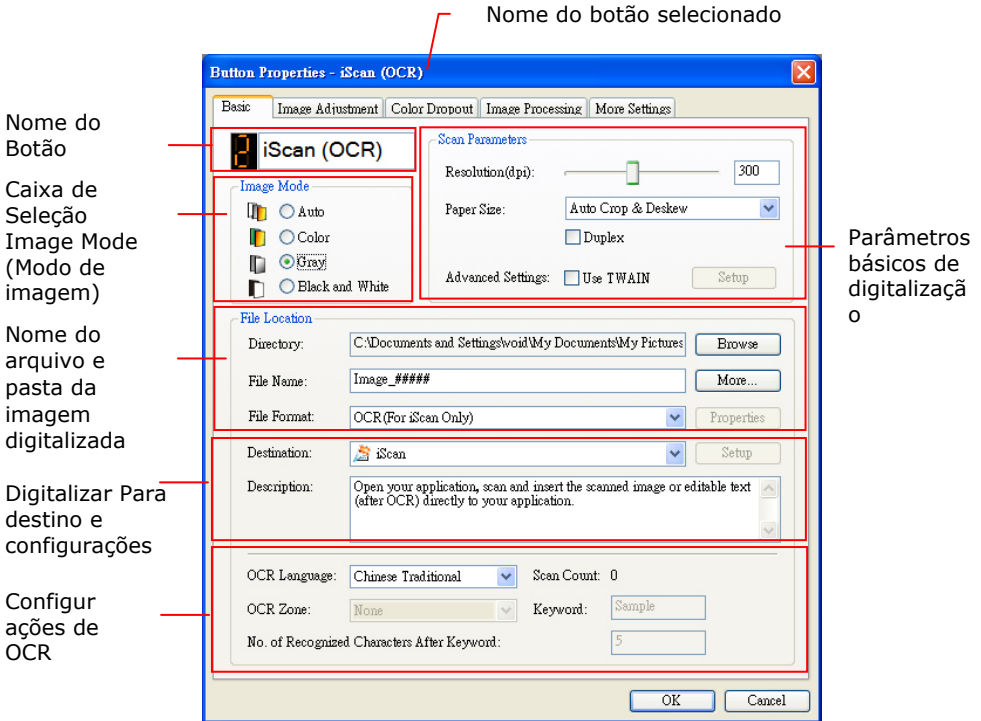 Nome do botão selecionado
Button Properties - iScan (OCR)
Basic Image Adjustment Color Dropout Image Processing More Settings
Nome do
Botão
2 iScan (OCR)
Caixa de
Seleção
Image Mode
(Modo de
imagem)
Image Mode
Auto
Color
Gray
Black and White
Scan Parameters
Resolution(dpi): 300
Paper Size: Auto Crop & Deskew
Duplex
Advanced Settings: Use TWAIN Setup
Parâmetros
básicos de
digitalizaçã
o
Nome do
arquivo e
pasta da
imagem
digitalizada
File Location
Directory: C:\Documents and Settings\void\My Documents\My Pictures Browse
File Name: Image_##### More...
File Format: OCR(For iScan Only) Properties
Digitalizar Para
destino e
configurações
Destination: iScan Setup
Description: Open your application, scan and insert the scanned image or editable text
(after OCR) directly to your application.
Configur
ações de
OCR
OCR Language: Chinese Traditional Scan Count: 0
OCR Zone: None Keyword: Sample
No. of Recognized Characters After Keyword: 5
OK Cancel